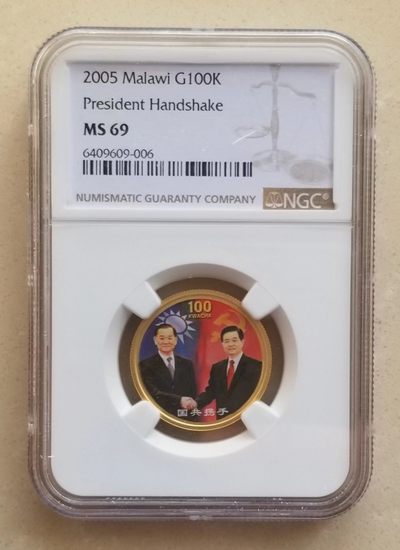 2005 Malawi G100K
President Handshake
MS 69
6409609-006
NUMISMATIC GUARANTY COMPANY
NGC®
100
KWACHA
国共携手